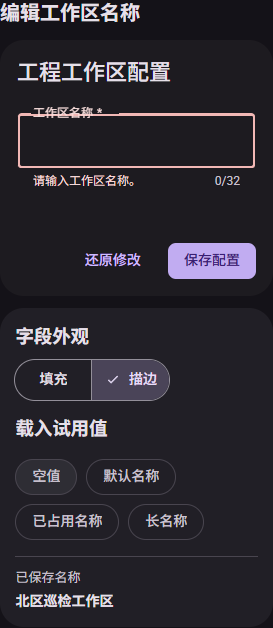 编辑工作区名称
工程工作区配置
工作区名称 *
请输入工作区名称。 0/32
还原修改 保存配置
字段外观
填充 描边
载入试用值
空值 默认名称
已占用名称 长名称
已保存名称
北区巡检工作区